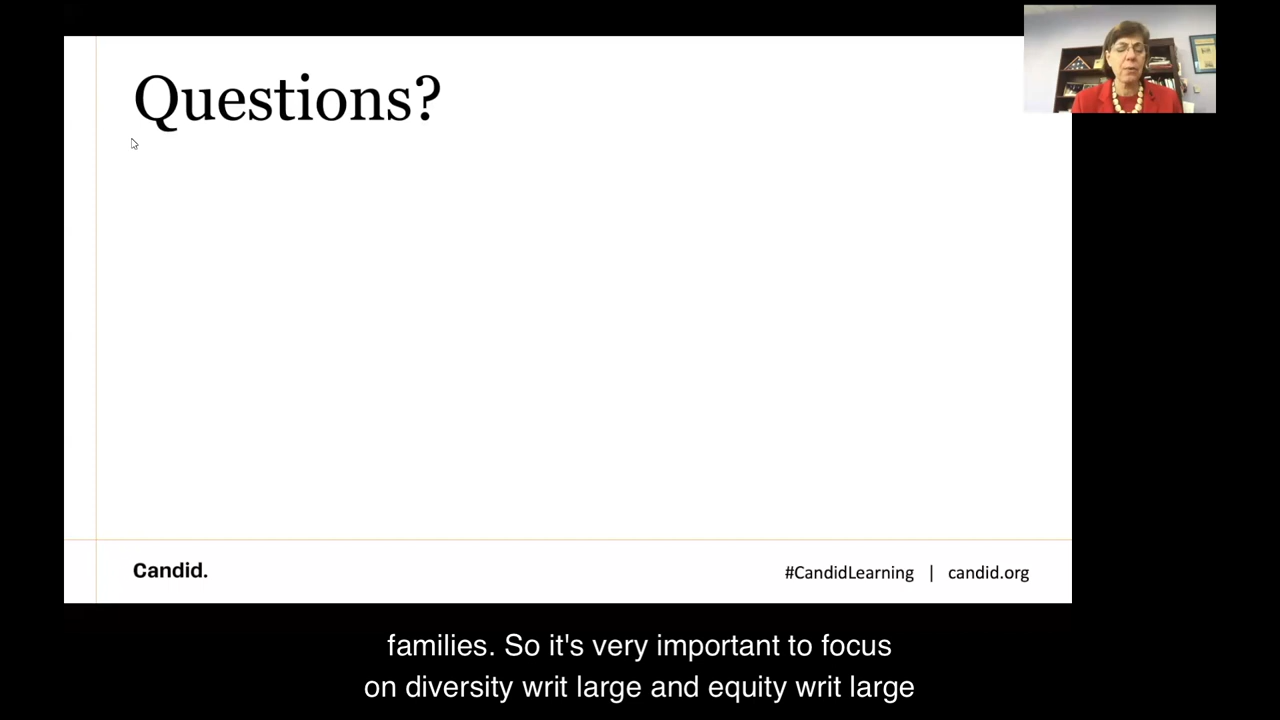 Questions?
Candid.
#CandidLearning | candid.org
families. So it's very important to focus
on diversity writ large and equity writ large